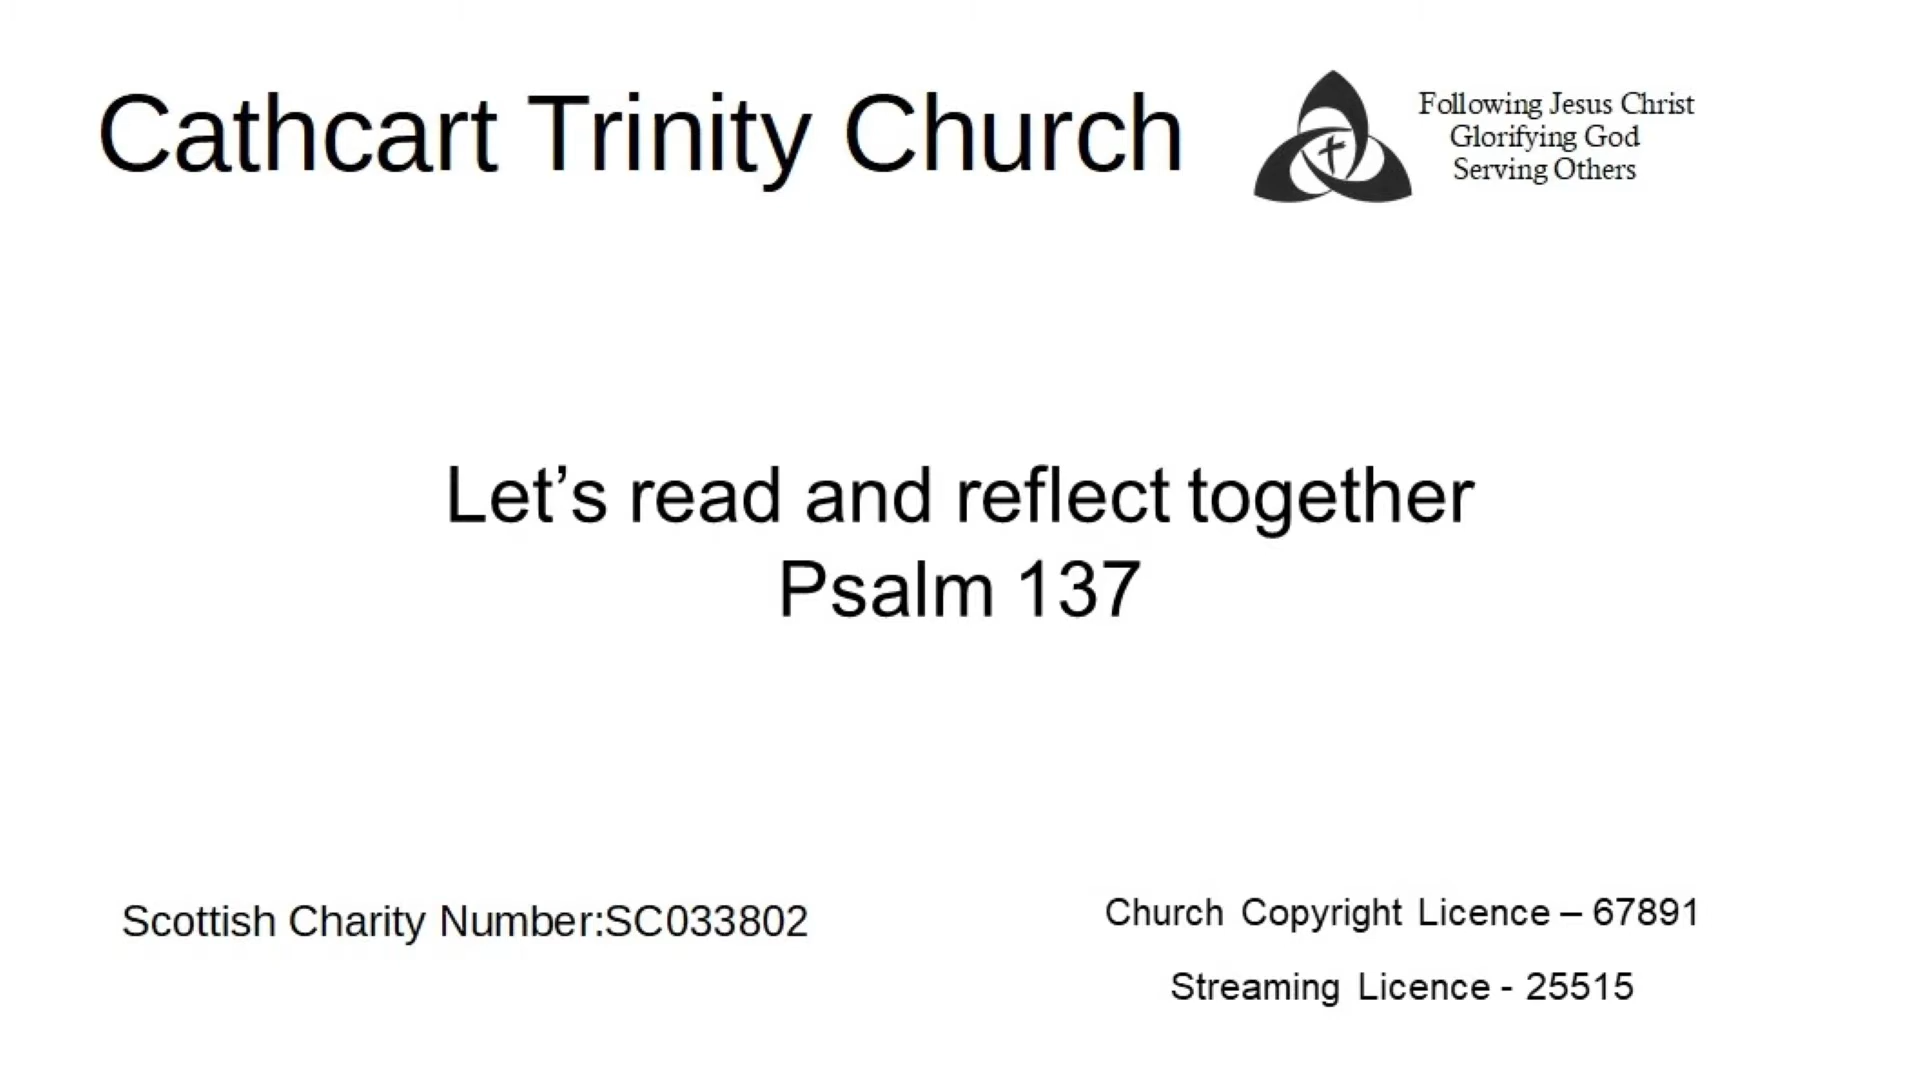 Cathcart Trinity Church
Following Jesus Christ
Glorifying God
Serving Others
Let’s read and reflect together
Psalm 137
Scottish Charity Number:SC033802
Church Copyright Licence – 67891
Streaming Licence - 25515